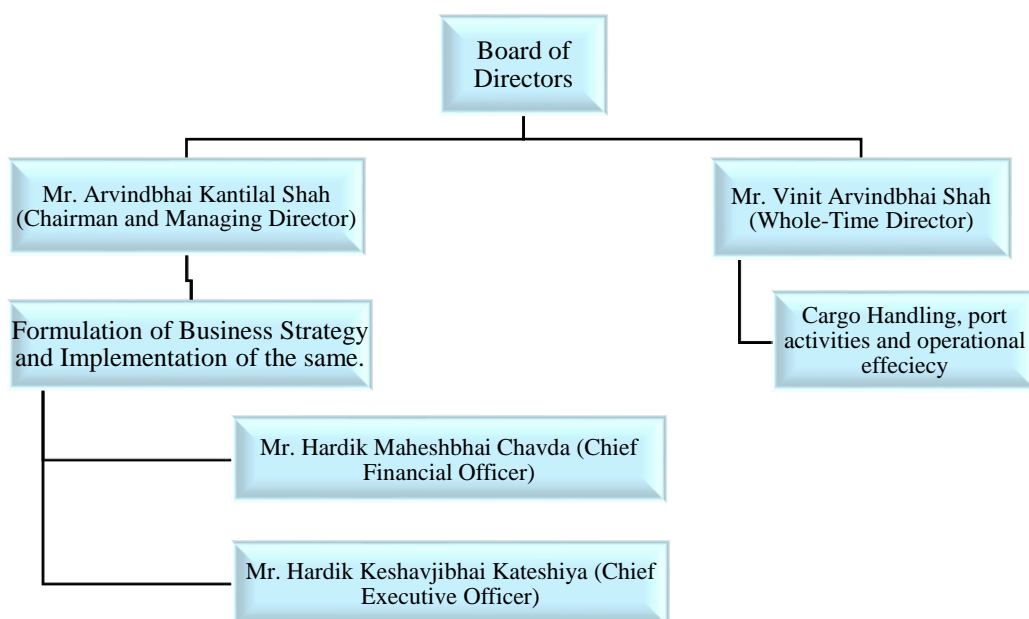 Board of
Directors
Mr. Arvindbhai Kantilal Shah
(Chairman and Managing Director)
Mr. Vinit Arvindbhai Shah
(Whole-Time Director)
Formulation of Business Strategy
and Implementation of the same.
Cargo Handling, port
activities and operational
effeciecy
Mr. Hardik Maheshbhai Chavda (Chief
Financial Officer)
Mr. Hardik Keshavjibhai Kateshiya (Chief
Executive Officer)